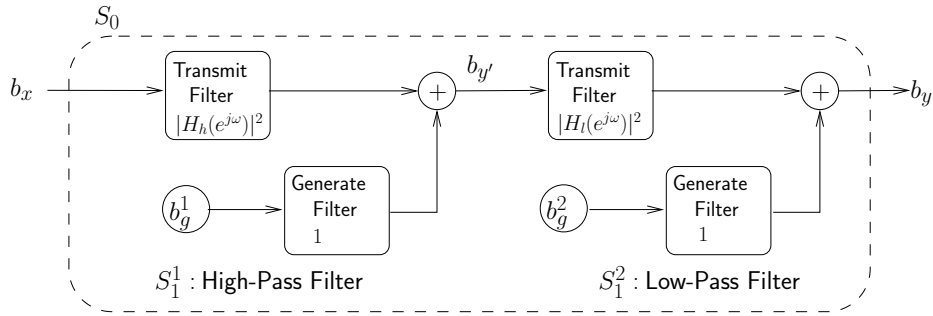 S_0
b_x
Transmit
Filter
|H_h(e^{jω})|^2
+
b_{y'}
Transmit
Filter
|H_l(e^{jω})|^2
+
b_y
b_g^1
Generate
Filter
1
b_g^2
Generate
Filter
1
S_1^1 : High-Pass Filter
S_1^2 : Low-Pass Filter